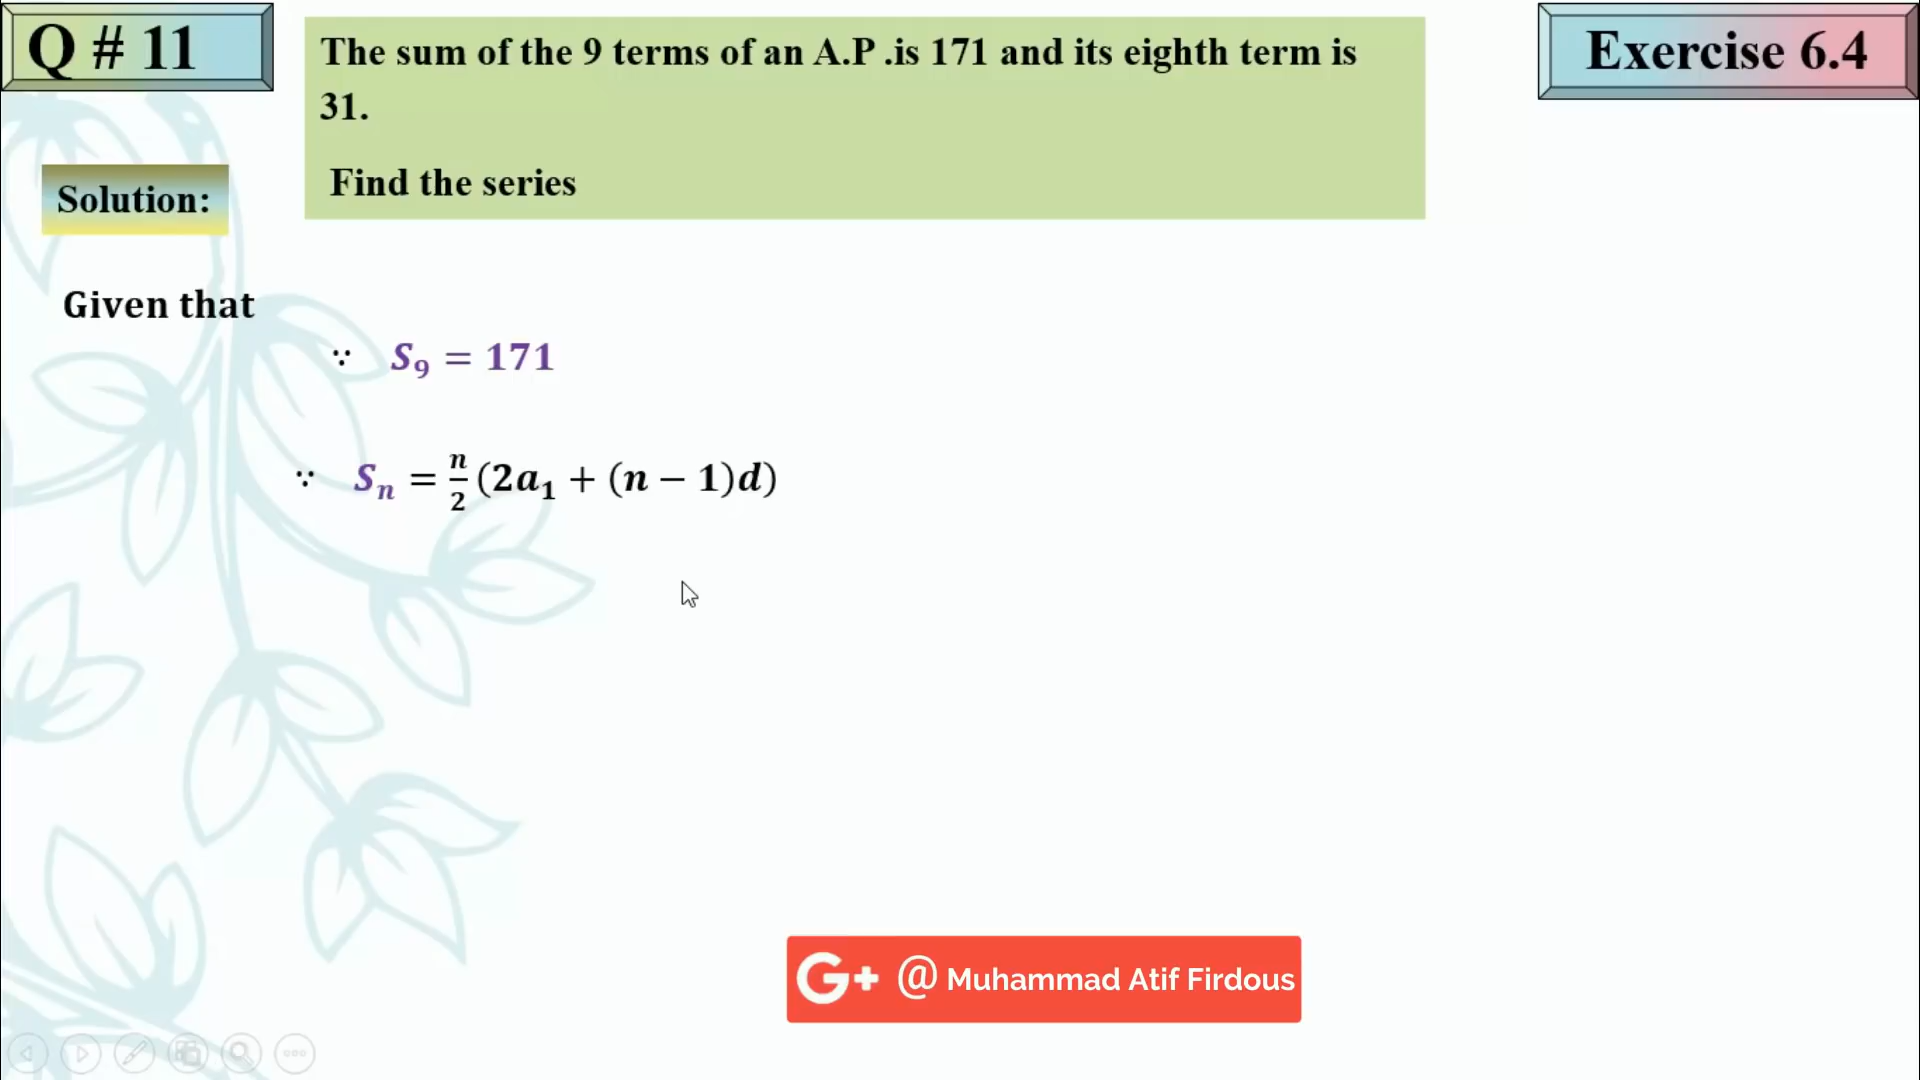 Q # 11
The sum of the 9 terms of an A.P .is 171 and its eighth term is
31.
Find the series
Exercise 6.4
Solution:
Given that
∵ S₉ = 171
∵ Sₙ = n/2 (2a₁ + (n − 1)d)
G+ @ Muhammad Atif Firdous